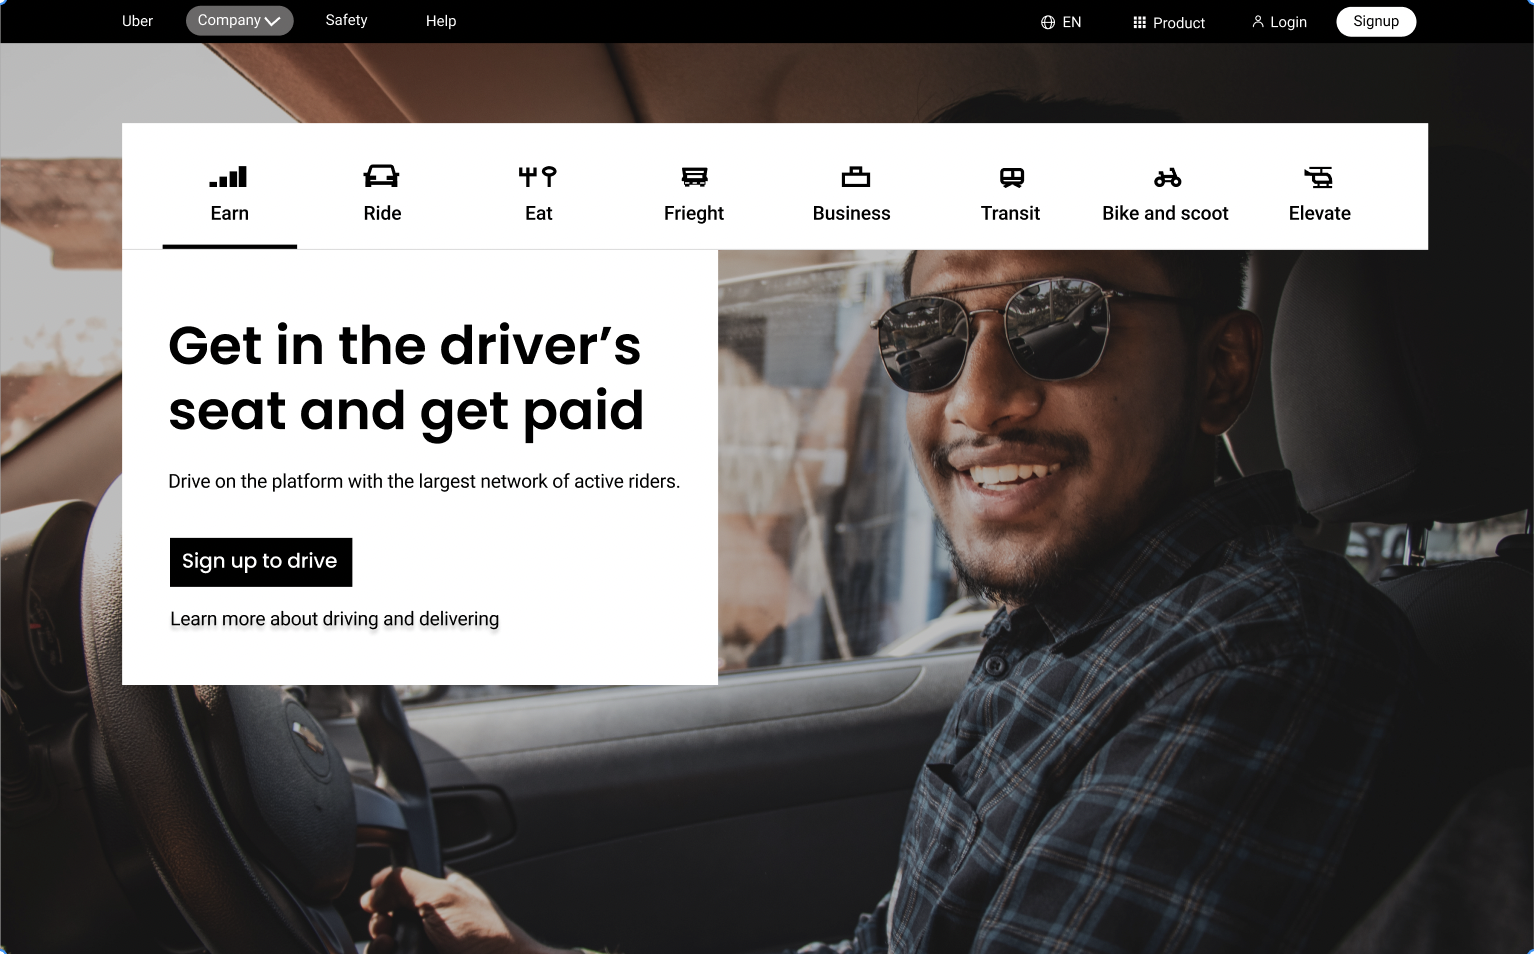 Uber Company Safety Help EN Product Login Signup
Earn Ride Eat Frieght Business Transit Bike and scoot Elevate
Get in the driver’s
seat and get paid
Drive on the platform with the largest network of active riders.
Sign up to drive
Learn more about driving and delivering